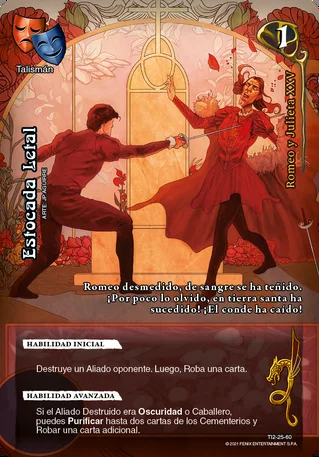 1
Talismán
Estocada Letal
ARTE: JP AGUIRRE
Romeo y Julieta XXV
Romeo desmedido, de sangre se ha teñido.
¡Por poco lo olvido, en tierra santa ha
sucedido! ¡El conde ha caído!
HABILIDAD INICIAL
Destruye un Aliado oponente. Luego, Roba una carta.
HABILIDAD AVANZADA
Si el Aliado Destruido era Oscuridad o Caballero,
puedes Purificar hasta dos cartas de los Cementerios y
Robar una carta adicional.
TI2-25-60
© 2021 FENIX ENTERTAINMENT S.P.A.